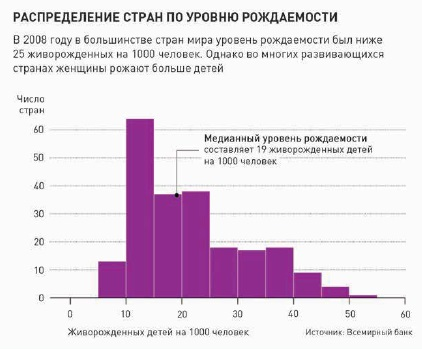 РАСПРЕДЕЛЕНИЕ СТРАН ПО УРОВНЮ РОЖДАЕМОСТИ
В 2008 году в большинстве стран мира уровень рождаемости был ниже
25 живорожденных на 1000 человек. Однако во многих развивающихся
странах женщины рожают больше детей
Число
стран
60
50
40
30
20
10
0
Медианный уровень рождаемости
составляет 19 живорожденных детей
на 1000 человек
0 10 20 30 40 50 60
Живорожденных детей на 1000 человек
Источник: Всемирный банк